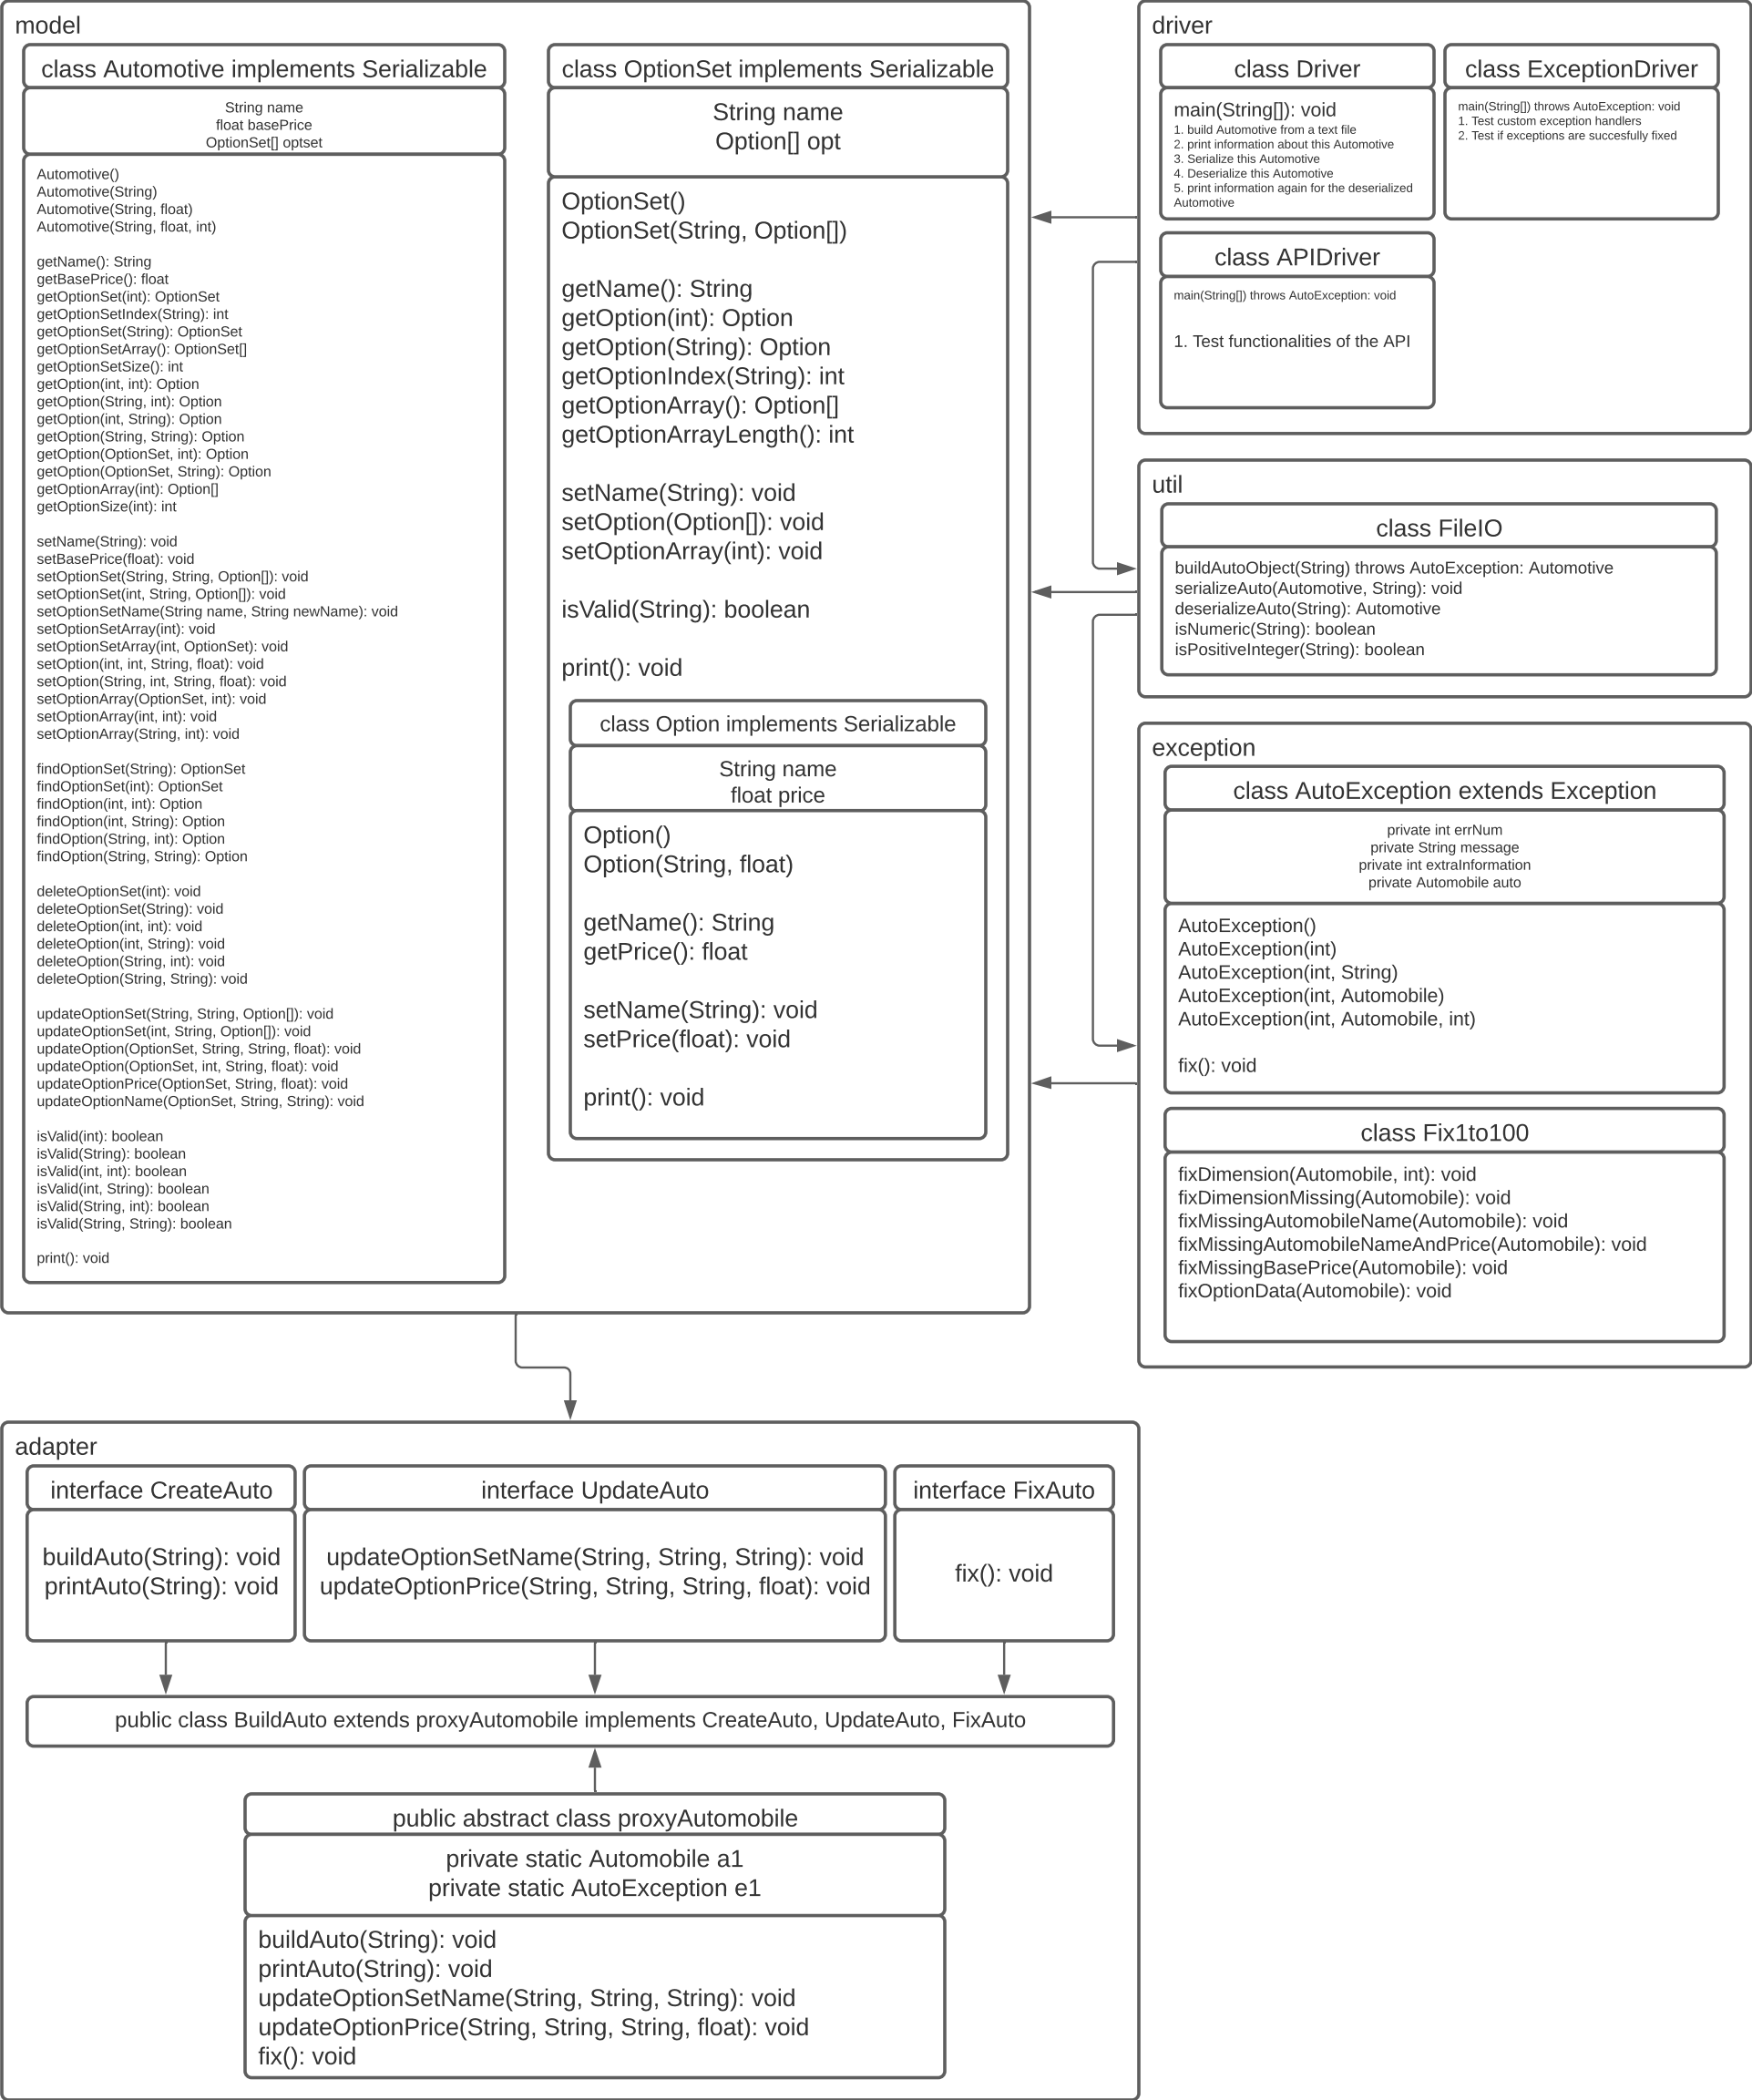 model
class Automotive implements Serializable
String name
float basePrice
OptionSet[] optset
Automotive()
Automotive(String)
Automotive(String, float)
Automotive(String, float, int)
getName(): String
getBasePrice(): float
getOptionSet(int): OptionSet
getOptionSetIndex(String): int
getOptionSet(String): OptionSet
getOptionSetArray(): OptionSet[]
getOptionSetSize(): int
getOption(int, int): Option
getOption(String, int): Option
getOption(int, String): Option
getOption(String, String): Option
getOption(OptionSet, int): Option
getOption(OptionSet, String): Option
getOptionArray(int): Option[]
getOptionSize(int): int
setName(String): void
setBasePrice(float): void
setOptionSet(String, String, Option[]): void
setOptionSet(int, String, Option[]): void
setOptionSetName(String name, String newName): void
setOptionSetArray(int): void
setOptionSetArray(int, OptionSet): void
setOption(int, int, String, float): void
setOption(String, int, String, float): void
setOptionArray(OptionSet, int): void
setOptionArray(int, int): void
setOptionArray(String, int): void
findOptionSet(String): OptionSet
findOptionSet(int): OptionSet
findOption(int, int): Option
findOption(int, String): Option
findOption(String, int): Option
findOption(String, String): Option
deleteOptionSet(int): void
deleteOptionSet(String): void
deleteOption(int, int): void
deleteOption(int, String): void
deleteOption(String, int): void
deleteOption(String, String): void
updateOptionSet(String, String, Option[]): void
updateOptionSet(int, String, Option[]): void
updateOption(OptionSet, String, String, float): void
updateOption(OptionSet, int, String, float): void
updateOptionPrice(OptionSet, String, float): void
updateOptionName(OptionSet, String, String): void
isValid(int): boolean
isValid(String): boolean
isValid(int, int): boolean
isValid(int, String): boolean
isValid(String, int): boolean
isValid(String, String): boolean
print(): void
class OptionSet implements Serializable
String name
Option[] opt
OptionSet()
OptionSet(String, Option[])
getName(): String
getOption(int): Option
getOption(String): Option
getOptionIndex(String): int
getOptionArray(): Option[]
getOptionArrayLength(): int
setName(String): void
setOption(Option[]): void
setOptionArray(int): void
isValid(String): boolean
print(): void
class Option implements Serializable
String name
float price
Option()
Option(String, float)
getName(): String
getPrice(): float
setName(String): void
setPrice(float): void
print(): void
driver
class Driver
main(String[]): void
1. build Automotive from a text file
2. print information about this Automotive
3. Serialize this Automotive
4. Deserialize this Automotive
5. print information again for the deserialized
Automotive
class ExceptionDriver
main(String[]) throws AutoException: void
1. Test custom exception handlers
2. Test if exceptions are succesfully fixed
class APIDriver
main(String[]) throws AutoException: void
1. Test functionalities of the API
util
class FileIO
buildAutoObject(String) throws AutoException: Automotive
serializeAuto(Automotive, String): void
deserializeAuto(String): Automotive
isNumeric(String): boolean
isPositiveInteger(String): boolean
exception
class AutoException extends Exception
private int errNum
private String message
private int extraInformation
private Automobile auto
AutoException()
AutoException(int)
AutoException(int, String)
AutoException(int, Automobile)
AutoException(int, Automobile, int)
fix(): void
class Fix1to100
fixDimension(Automobile, int): void
fixDimensionMissing(Automobile): void
fixMissingAutomobileName(Automobile): void
fixMissingAutomobileNameAndPrice(Automobile): void
fixMissingBasePrice(Automobile): void
fixOptionData(Automobile): void
adapter
interface CreateAuto
buildAuto(String): void
printAuto(String): void
interface UpdateAuto
updateOptionSetName(String, String, String): void
updateOptionPrice(String, String, String, float): void
interface FixAuto
fix(): void
public class BuildAuto extends proxyAutomobile implements CreateAuto, UpdateAuto, FixAuto
public abstract class proxyAutomobile
private static Automobile a1
private static AutoException e1
buildAuto(String): void
printAuto(String): void
updateOptionSetName(String, String, String): void
updateOptionPrice(String, String, String, float): void
fix(): void